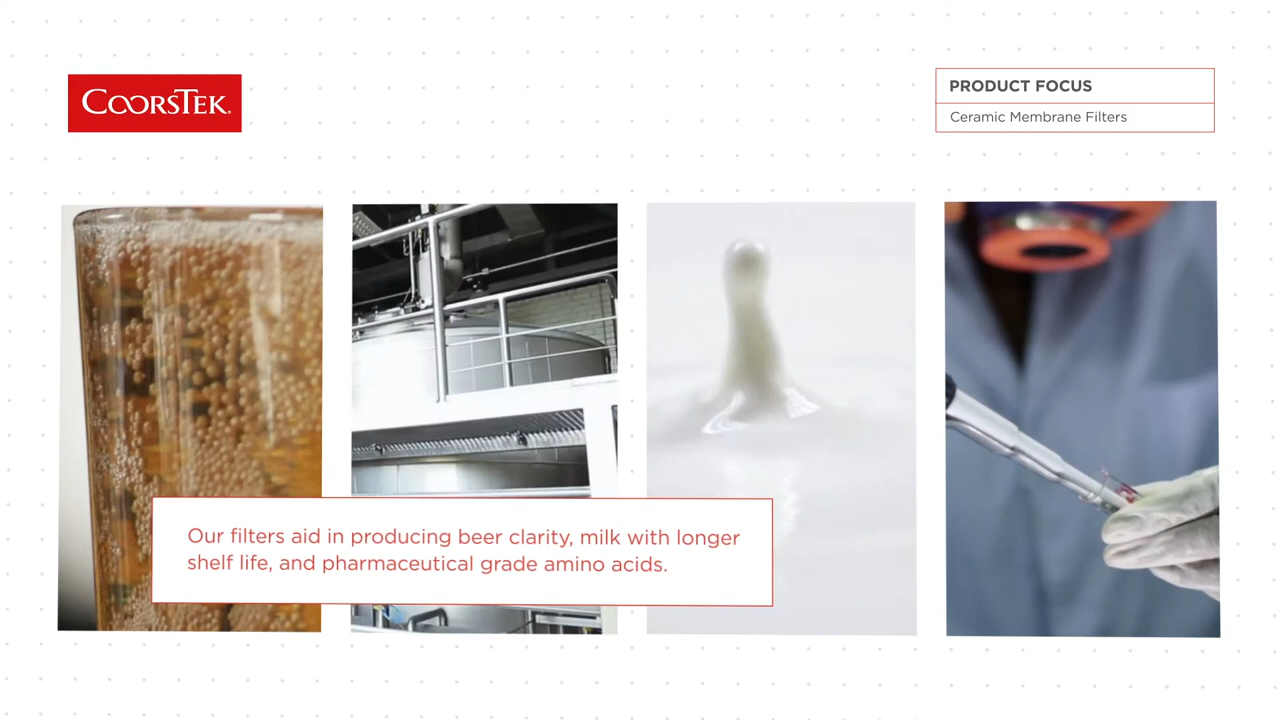 COORSTEK®
PRODUCT FOCUS
Ceramic Membrane Filters
Our filters aid in producing beer clarity, milk with longer
shelf life, and pharmaceutical grade amino acids.